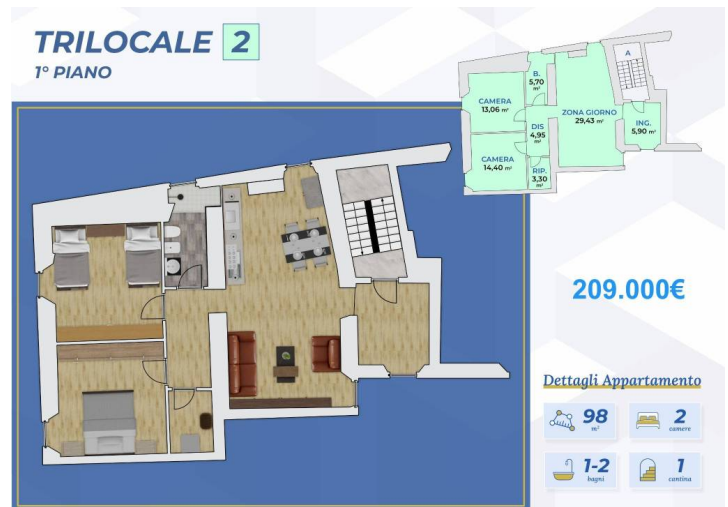 TRILOCALE 2
1° PIANO
B.
5,70
m²
A
CAMERA
13,06 m²
ZONA GIORNO
29,43 m²
DIS
4,95
m²
ING.
5,90 m²
CAMERA
14,40 m²
RIP.
3,30
m²
209.000€
Dettagli Appartamento
98
m²
2
camere
1-2
bagni
1
cantina